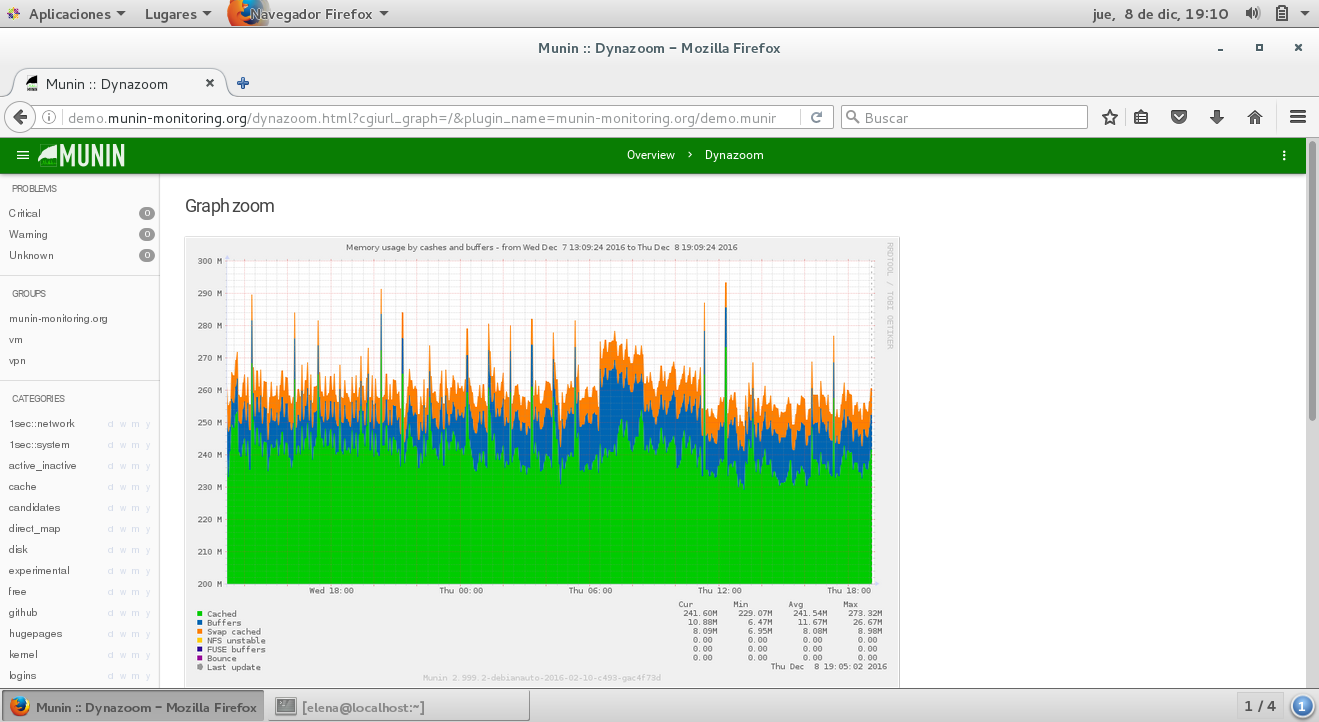 Aplicaciones Lugares Navegador Firefox jue, 8 de dic, 19:10
Munin :: Dynazoom - Mozilla Firefox
Munin :: Dynazoom
demo.munin-monitoring.org/dynazoom.html?cgiurl_graph=/&plugin_name=munin-monitoring.org/demo.munir Buscar
MUNIN Overview > Dynazoom
PROBLEMS
Critical 0
Warning 0
Unknown 0
GROUPS
munin-monitoring.org
vm
vpn
CATEGORIES
1sec::network d w m y
1sec::system d w m y
active_inactive d w m y
cache d w m y
candidates d w m y
direct_map d w m y
disk d w m y
experimental d w m y
free d w m y
github d w m y
hugepages d w m y
kernel d w m y
logins d w m y
Graph zoom
Memory usage by cashes and buffers - from Wed Dec 7 13:09:24 2016 to Thu Dec 8 19:09:24 2016
RRDTOOL / TOBI OETIKER
300 M
290 M
280 M
270 M
260 M
250 M
240 M
230 M
220 M
210 M
200 M
Wed 18:00 Thu 00:00 Thu 06:00 Thu 12:00 Thu 18:00
Cur Min Avg Max
Cached 241.60M 229.07M 241.54M 273.32M
Buffers 10.88M 6.47M 11.67M 26.67M
Swap cached 8.09M 6.95M 8.08M 8.98M
NFS unstable 0.00 0.00 0.00 0.00
FUSE buffers 0.00 0.00 0.00 0.00
Bounce 0.00 0.00 0.00 0.00
Last update Thu Dec 8 19:05:02 2016
Munin 2.999.2-debianauto-2016-02-10-c493-gac4f73d
Munin :: Dynazoom - Mozilla Firefox [elena@localhost:~] 1 / 4 1